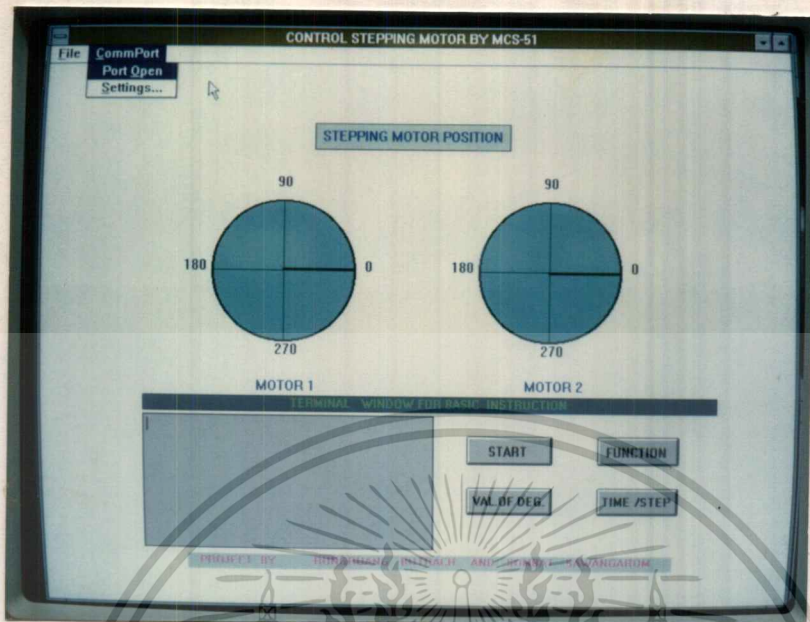 CONTROL STEPPING MOTOR BY MCS-51
File CommPort
Port Open
Settings...
STEPPING MOTOR POSITION
90
180
0
270
MOTOR 1
90
180
0
270
MOTOR 2
TERMINAL WINDOW FOR BASIC INSTRUCTION
START
FUNCTION
VAL OF DEG.
TIME /STEP
PROJECT BY AND